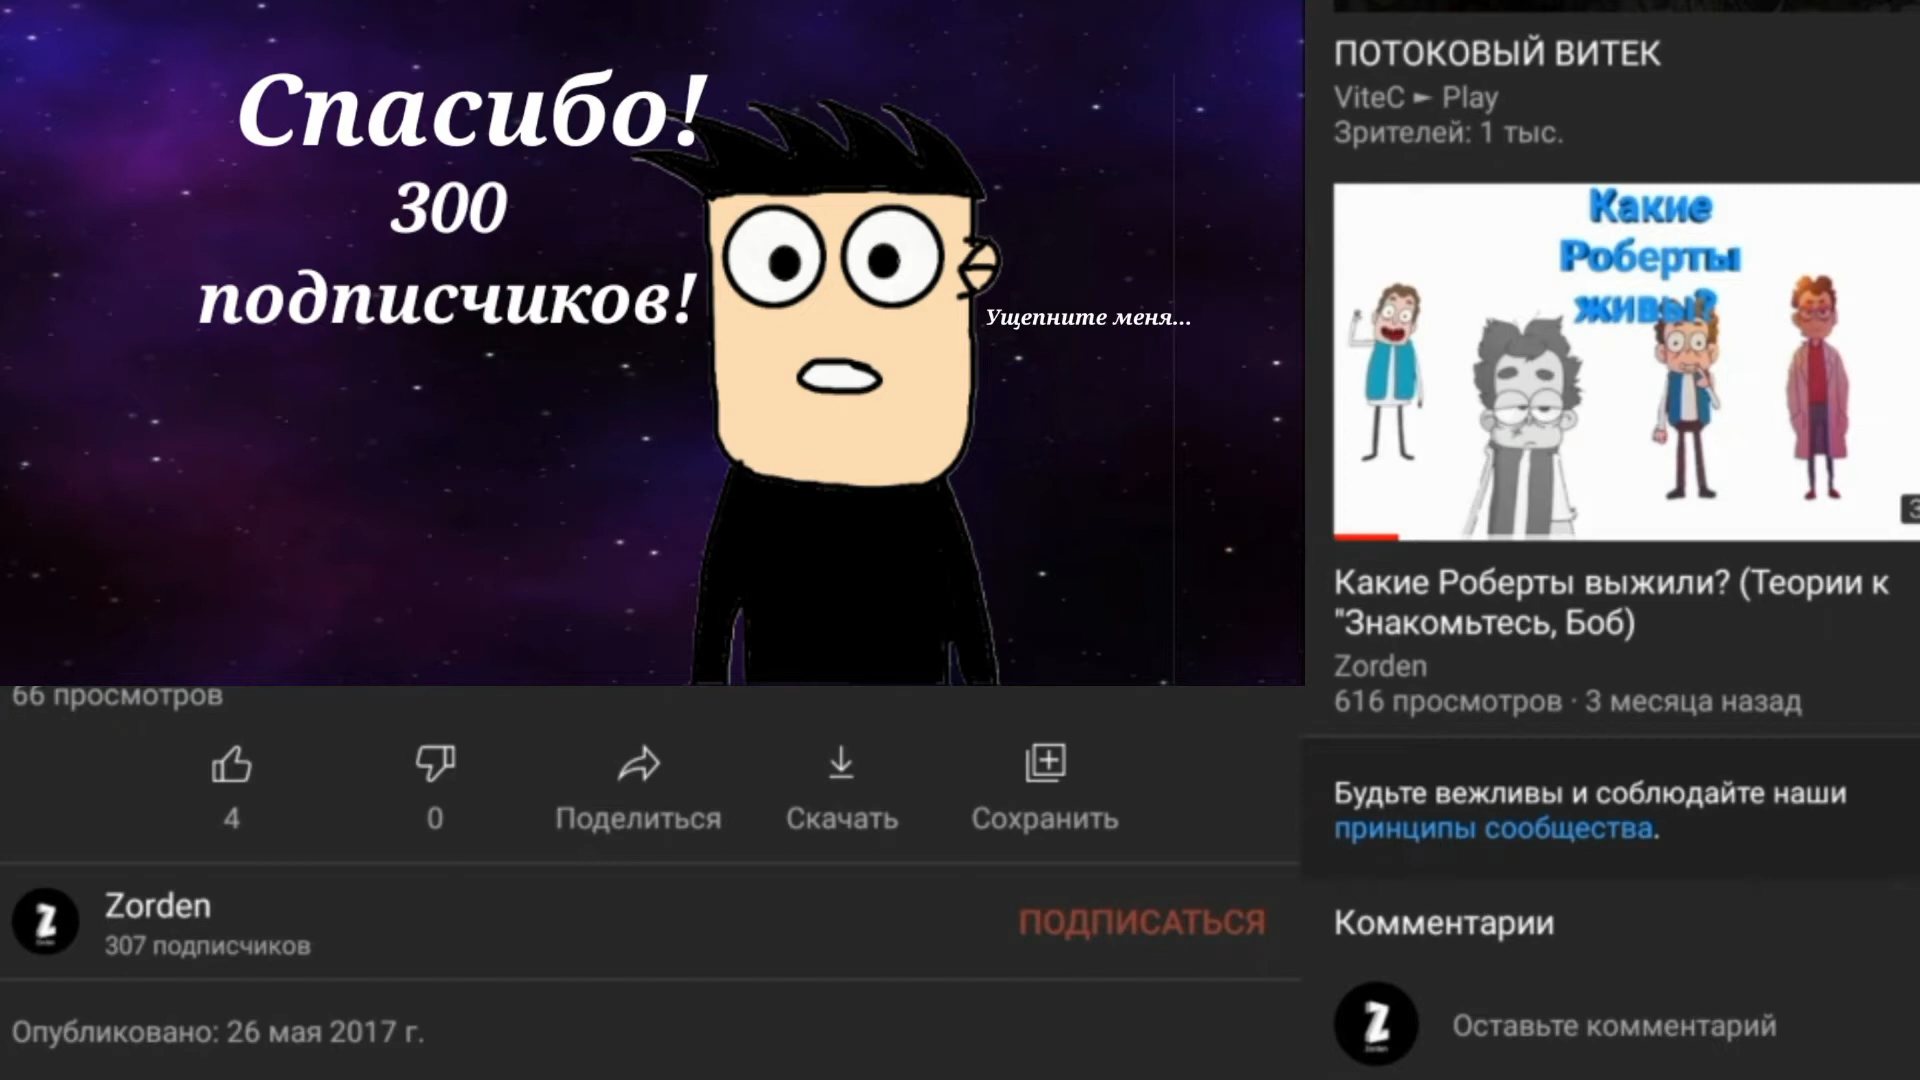 Спасибо!
300
подписчиков!
Ущепните меня...
66 просмотров
4
0
Поделиться
Скачать
Сохранить
Zorden
307 подписчиков
ПОДПИСАТЬСЯ
Опубликовано: 26 мая 2017 г.
ПОТОКОВЫЙ ВИТЕК
ViteC ► Play
Зрителей: 1 тыс.
Какие
Роберты
живы?
Какие Роберты выжили? (Теории к
"Знакомьтесь, Боб)
Zorden
616 просмотров · 3 месяца назад
Будьте вежливы и соблюдайте наши
принципы сообщества.
Комментарии
Оставьте комментарий